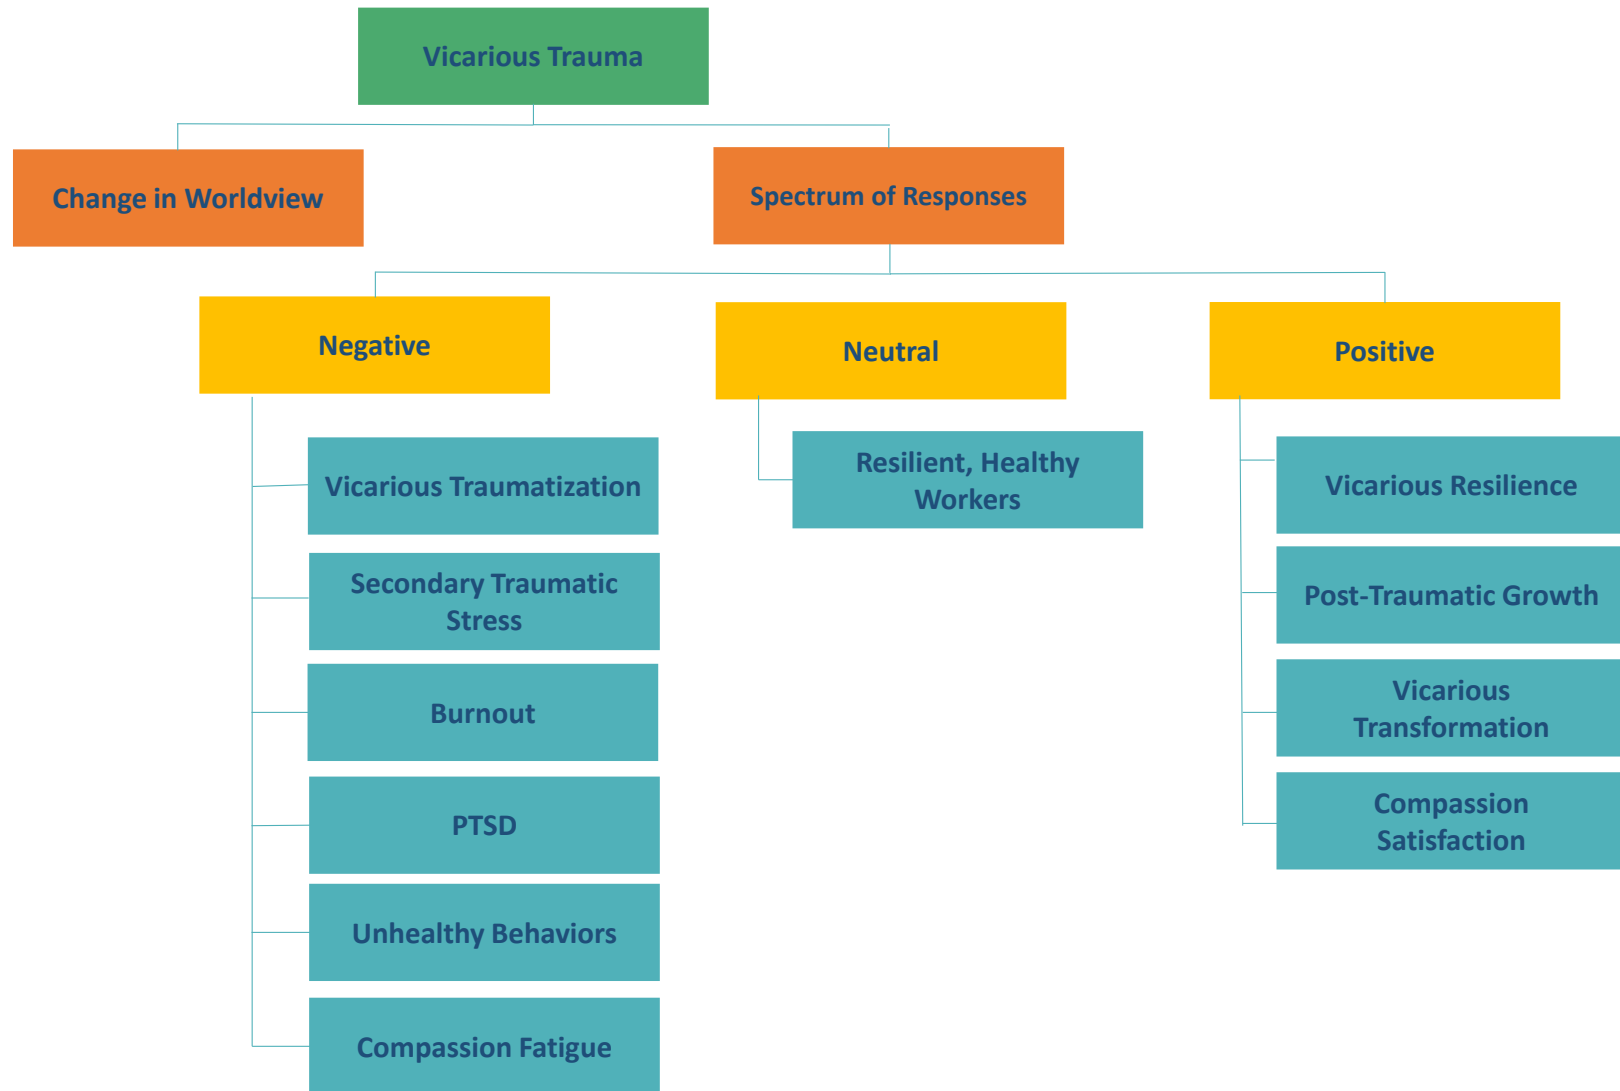 Vicarious Trauma
Change in Worldview
Spectrum of Responses
Negative
Neutral
Positive
Vicarious Traumatization
Secondary Traumatic
Stress
Burnout
PTSD
Unhealthy Behaviors
Compassion Fatigue
Resilient, Healthy
Workers
Vicarious Resilience
Post-Traumatic Growth
Vicarious
Transformation
Compassion
Satisfaction